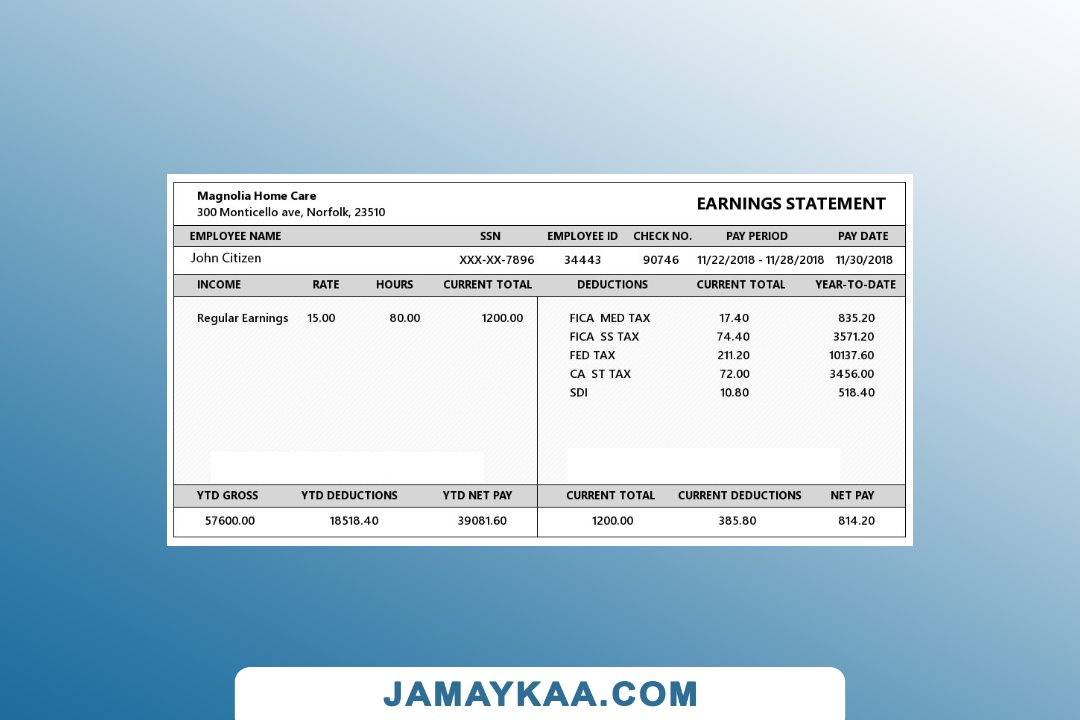 Magnolia Home Care
300 Monticello ave, Norfolk, 23510
EARNINGS STATEMENT
EMPLOYEE NAME SSN EMPLOYEE ID CHECK NO. PAY PERIOD PAY DATE
John Citizen XXX-XX-7896 34443 90746 11/22/2018 - 11/28/2018 11/30/2018
INCOME RATE HOURS CURRENT TOTAL DEDUCTIONS CURRENT TOTAL YEAR-TO-DATE
Regular Earnings 15.00 80.00 1200.00 FICA MED TAX 17.40 835.20
FICA SS TAX 74.40 3571.20
FED TAX 211.20 10137.60
CA ST TAX 72.00 3456.00
SDI 10.80 518.40
YTD GROSS YTD DEDUCTIONS YTD NET PAY CURRENT TOTAL CURRENT DEDUCTIONS NET PAY
57600.00 18518.40 39081.60 1200.00 385.80 814.20
JAMAYKAA.COM